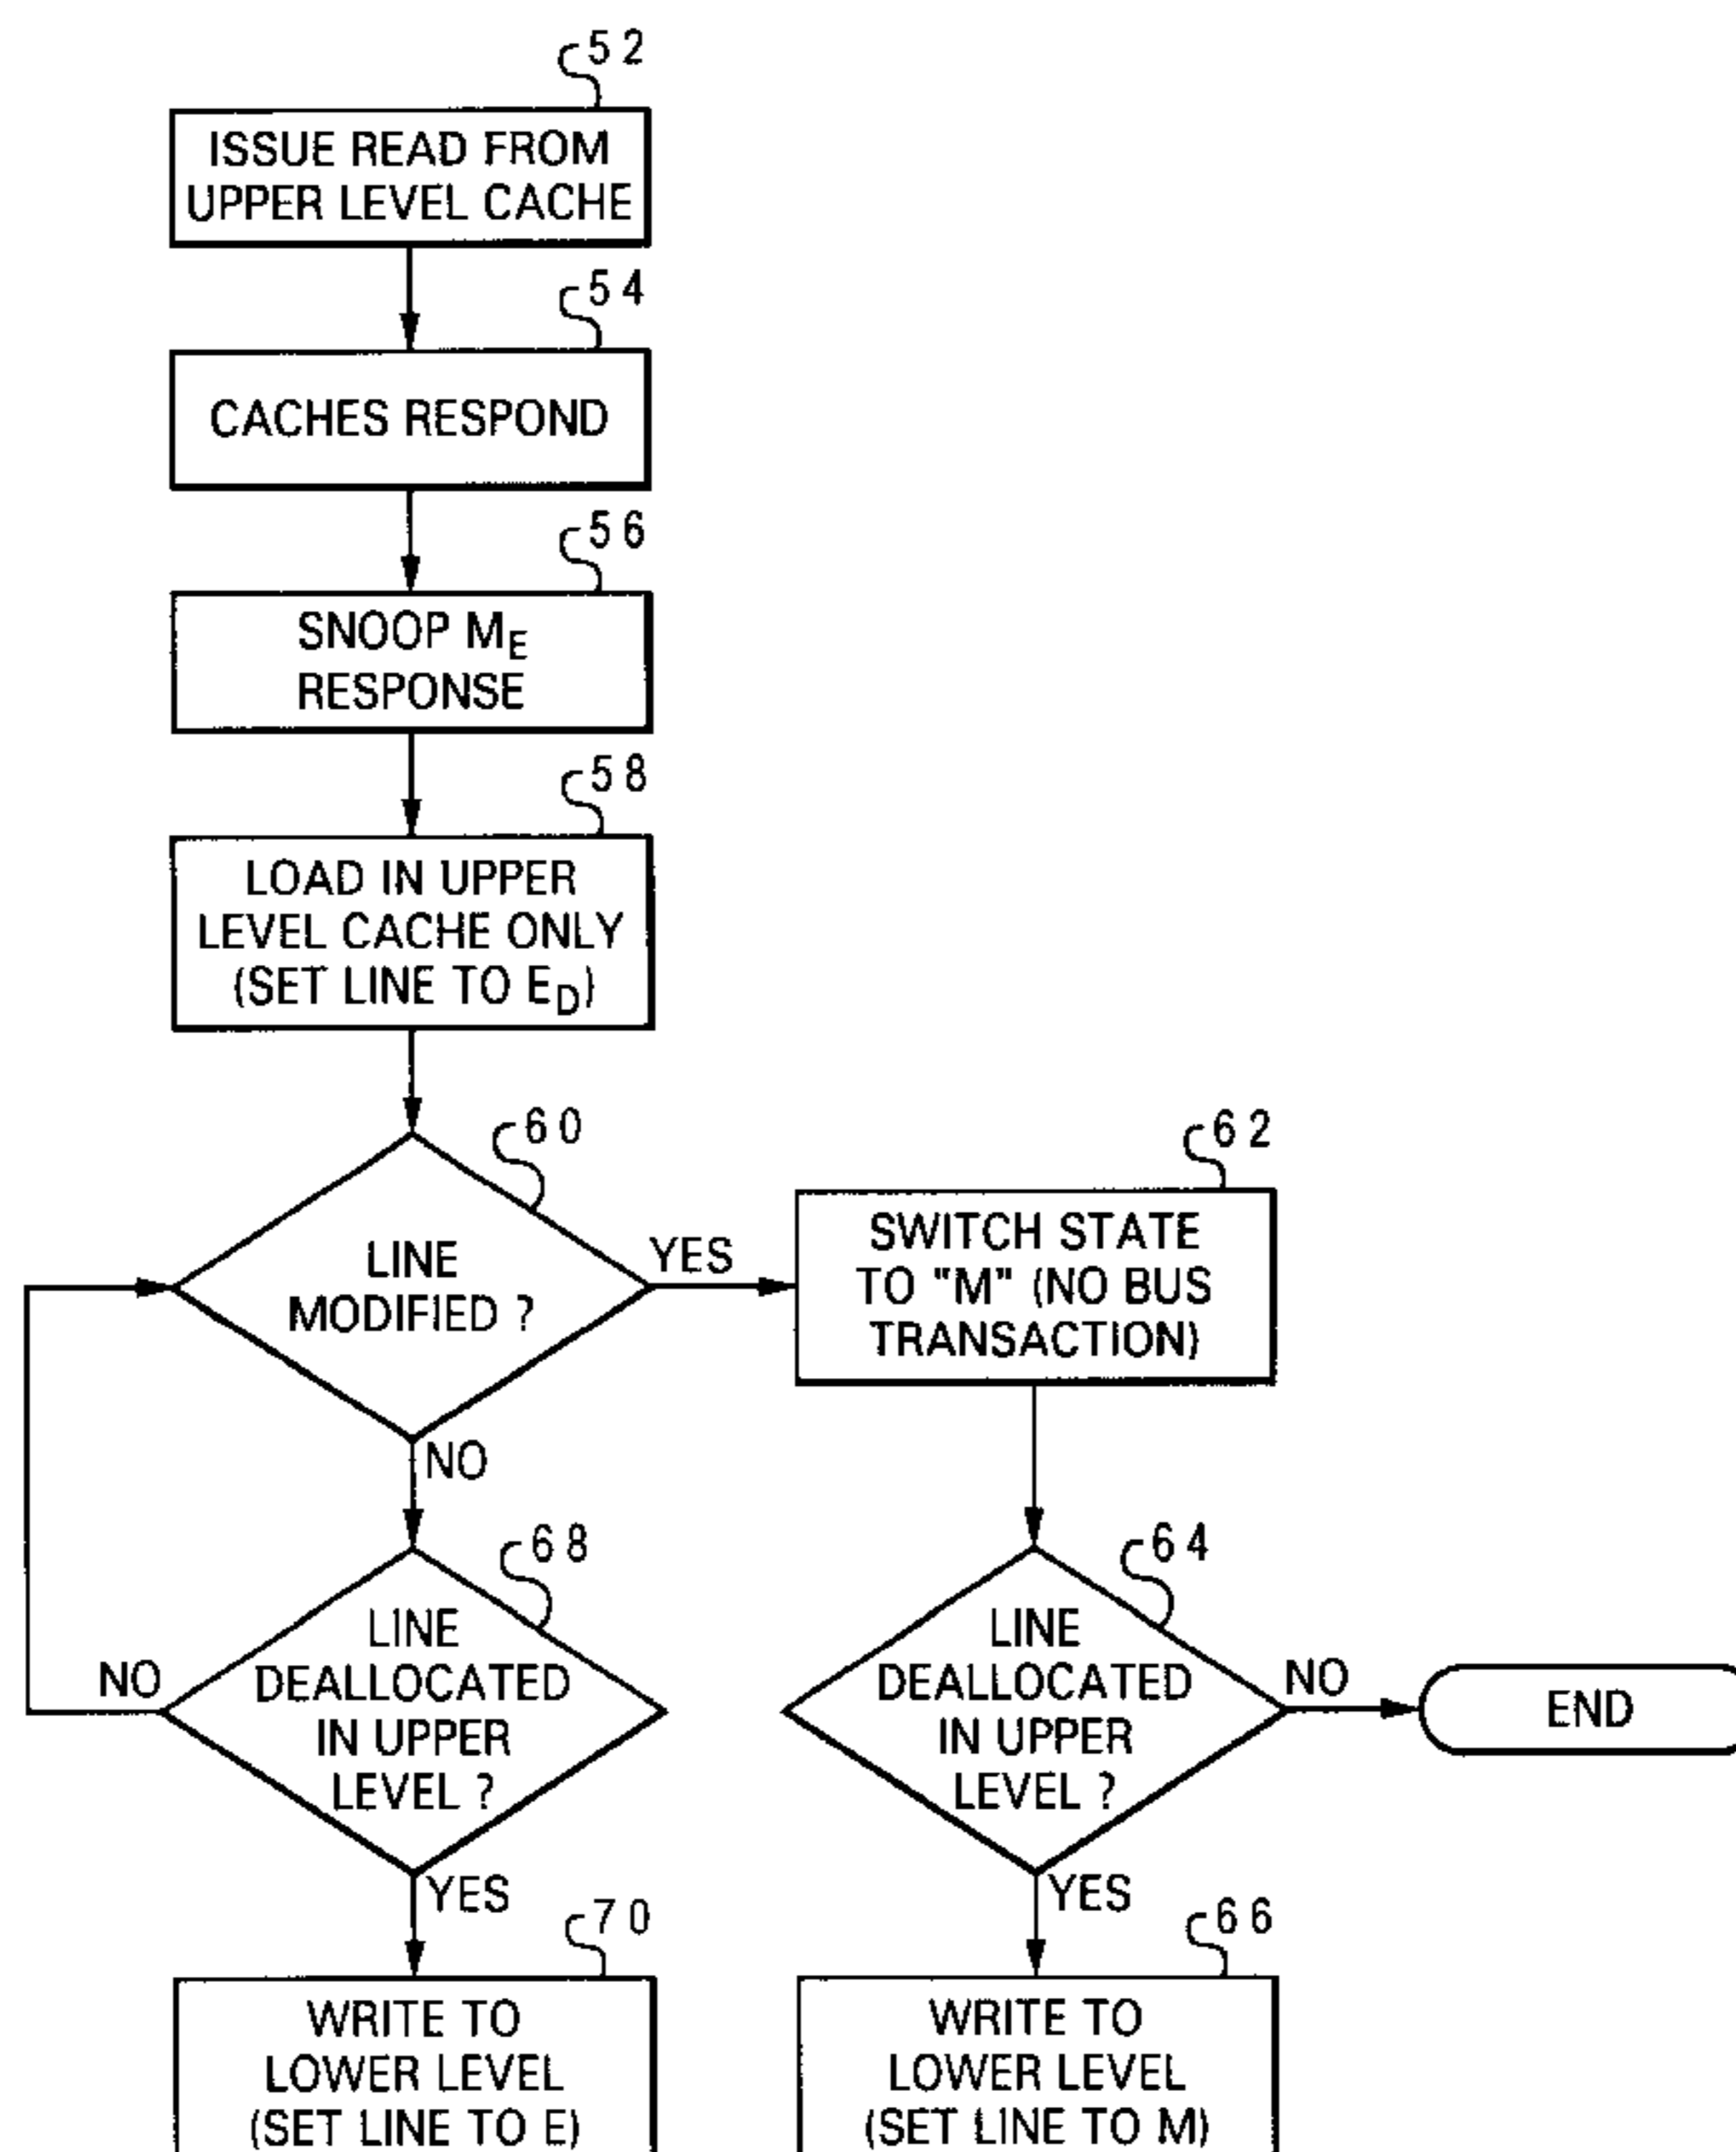 52
ISSUE READ FROM
UPPER LEVEL CACHE
54
CACHES RESPOND
56
SNOOP M_E
RESPONSE
58
LOAD IN UPPER
LEVEL CACHE ONLY
(SET LINE TO E_D)
60
LINE
MODIFIED ?
YES
NO
62
SWITCH STATE
TO "M" (NO BUS
TRANSACTION)
68
LINE
DEALLOCATED
IN UPPER
LEVEL ?
NO
YES
64
LINE
DEALLOCATED
IN UPPER
LEVEL ?
NO
YES
END
70
WRITE TO
LOWER LEVEL
(SET LINE TO E)
66
WRITE TO
LOWER LEVEL
(SET LINE TO M)